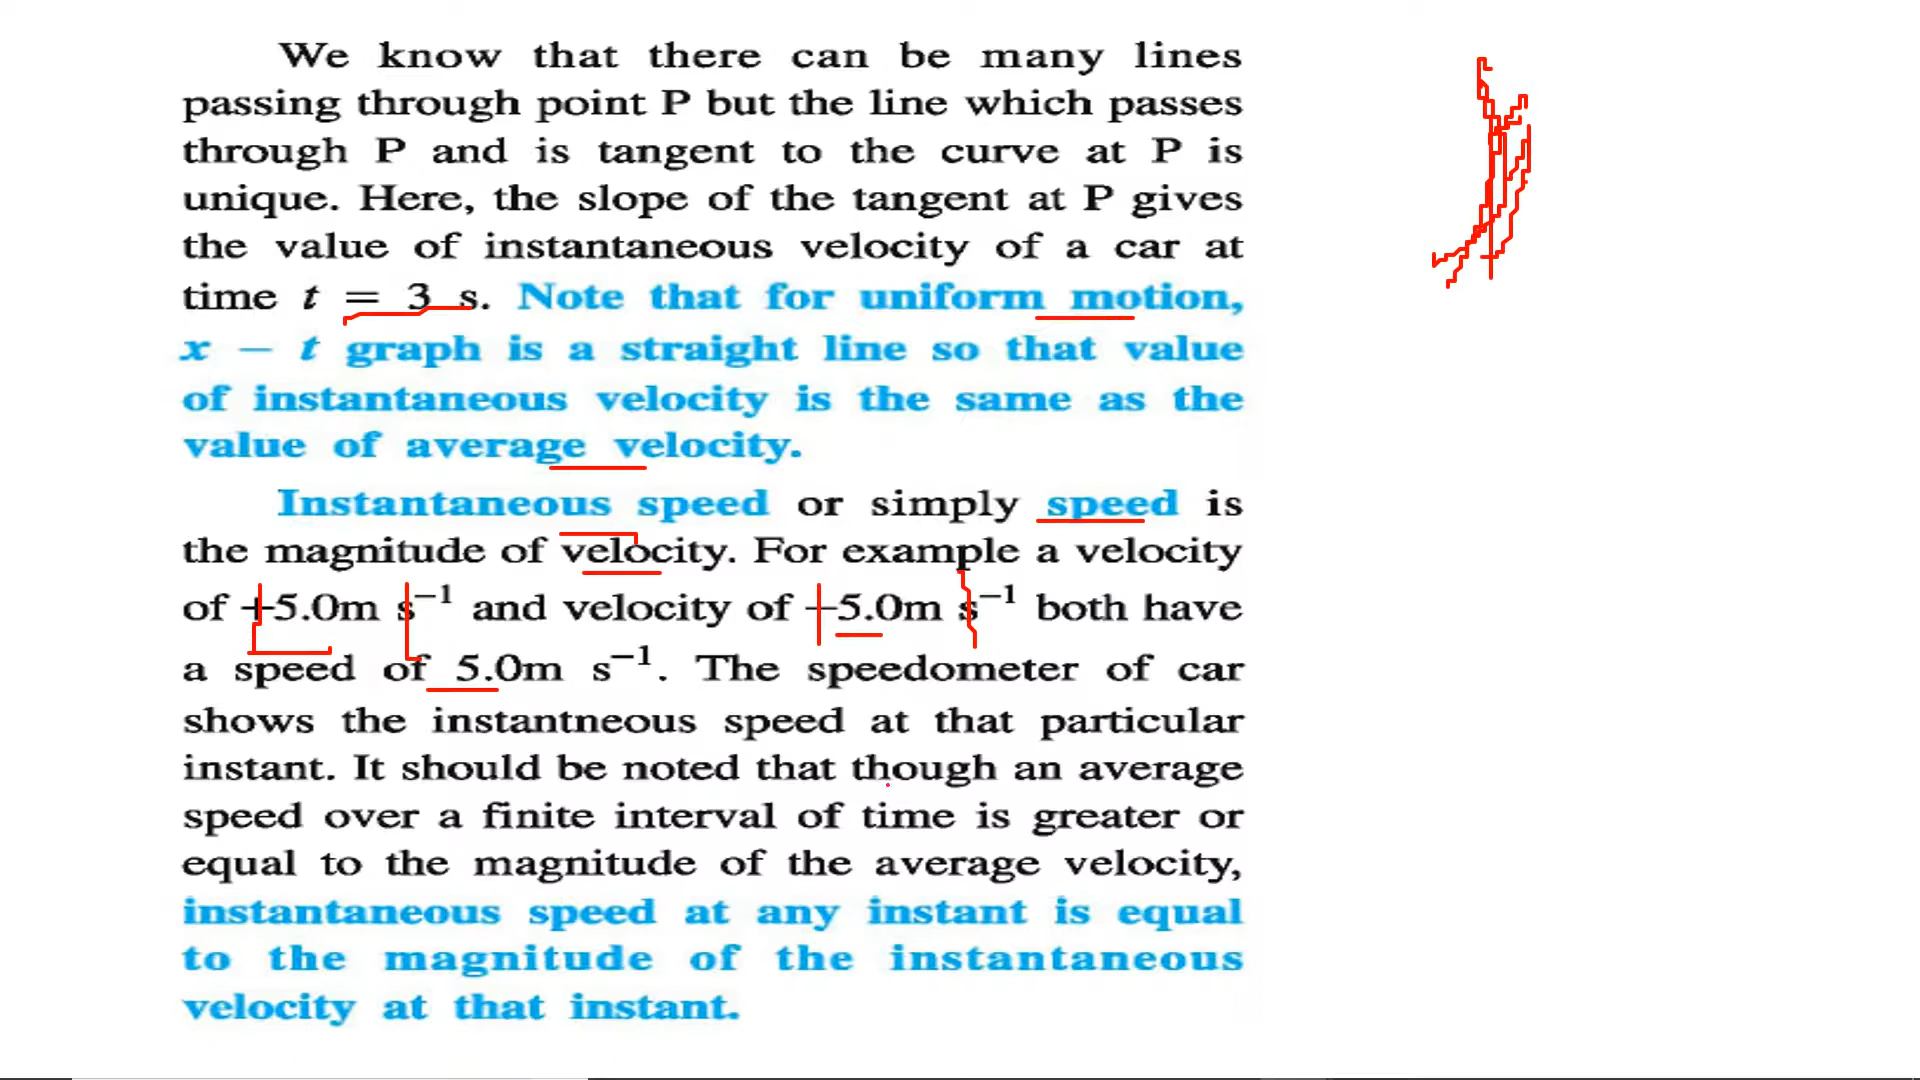 We know that there can be many lines
passing through point P but the line which passes
through P and is tangent to the curve at P is
unique. Here, the slope of the tangent at P gives
the value of instantaneous velocity of a car at
time t = 3 s. Note that for uniform motion,
x – t graph is a straight line so that value
of instantaneous velocity is the same as the
value of average velocity.
Instantaneous speed or simply speed is
the magnitude of velocity. For example a velocity
of +5.0m s⁻¹ and velocity of –5.0m s⁻¹ both have
a speed of 5.0m s⁻¹. The speedometer of car
shows the instantneous speed at that particular
instant. It should be noted that though an average
speed over a finite interval of time is greater or
equal to the magnitude of the average velocity,
instantaneous speed at any instant is equal
to the magnitude of the instantaneous
velocity at that instant.